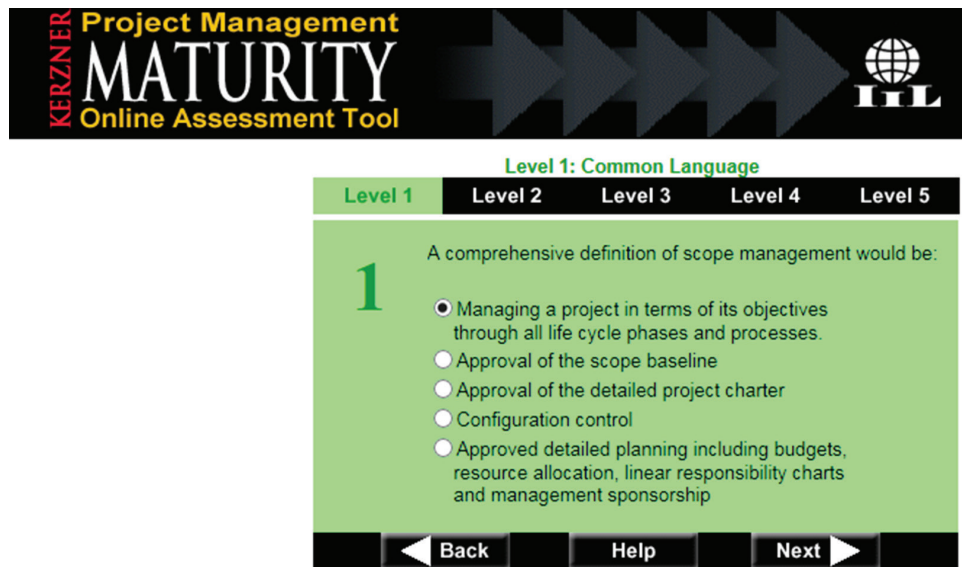 KERZNER
Project Management
MATURITY
Online Assessment Tool
IIL
Level 1: Common Language
Level 1 Level 2 Level 3 Level 4 Level 5
1
A comprehensive definition of scope management would be:
Managing a project in terms of its objectives
through all life cycle phases and processes.
Approval of the scope baseline
Approval of the detailed project charter
Configuration control
Approved detailed planning including budgets,
resource allocation, linear responsibility charts
and management sponsorship
Back Help Next